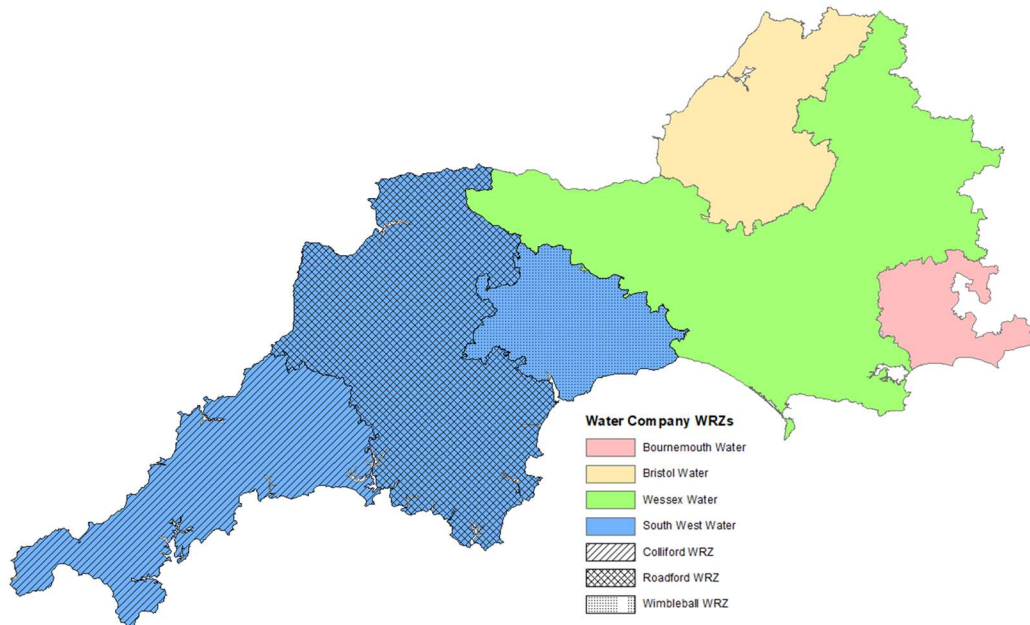 Water Company WRZs
Bournemouth Water
Bristol Water
Wessex Water
South West Water
Colliford WRZ
Roadford WRZ
Wimbleball WRZ